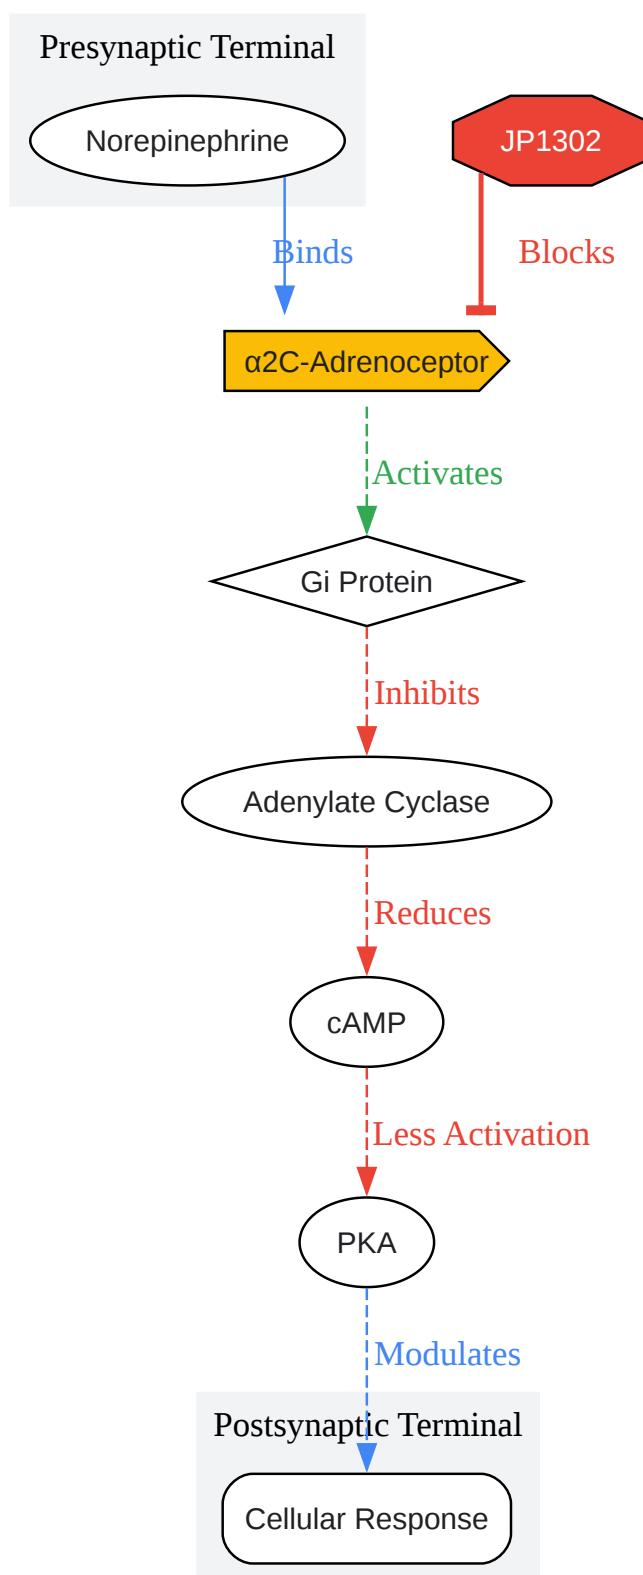 Presynaptic Terminal
Norepinephrine
JP1302
Binds
Blocks
α2C-Adrenoceptor
Activates
Gi Protein
Inhibits
Adenylate Cyclase
Reduces
cAMP
Less Activation
PKA
Modulates
Postsynaptic Terminal
Cellular Response